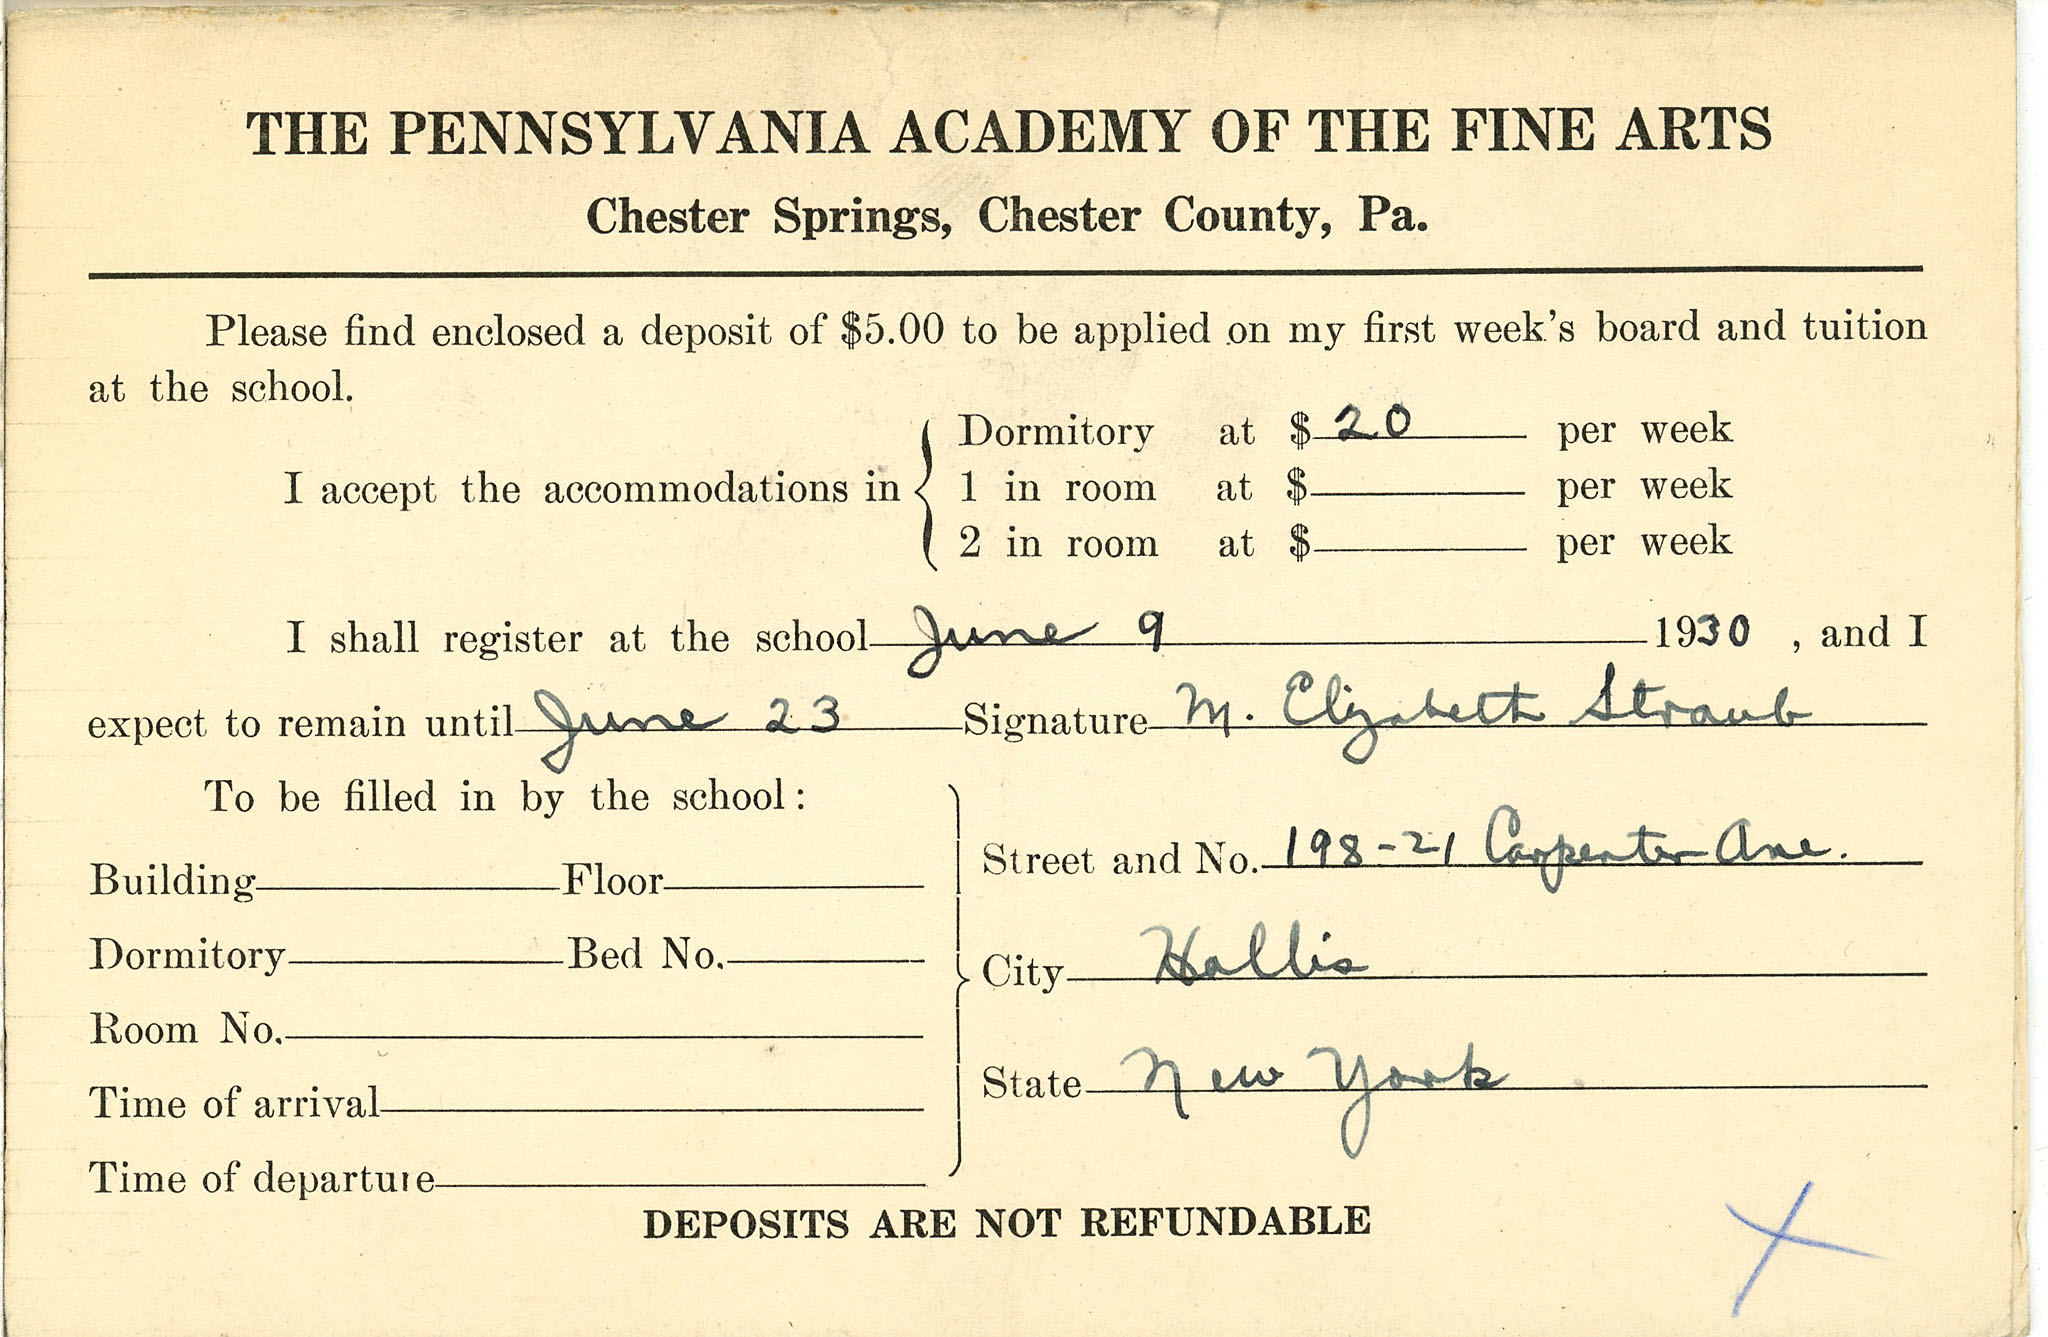 THE PENNSYLVANIA ACADEMY OF THE FINE ARTS
Chester Springs, Chester County, Pa.
Please find enclosed a deposit of $5.00 to be applied on my first week's board and tuition
at the school.
I accept the accommodations in
Dormitory at $ 20 per week
1 in room at $ per week
2 in room at $ per week
I shall register at the school June 9 1930 , and I
expect to remain until June 23 Signature M. Elizabeth Straub
To be filled in by the school:
Building Floor
Dormitory Bed No.
Room No.
Time of arrival
Time of departure
Street and No. 198-21 Carpenter Ave.
City Hollis
State New York
DEPOSITS ARE NOT REFUNDABLE
X